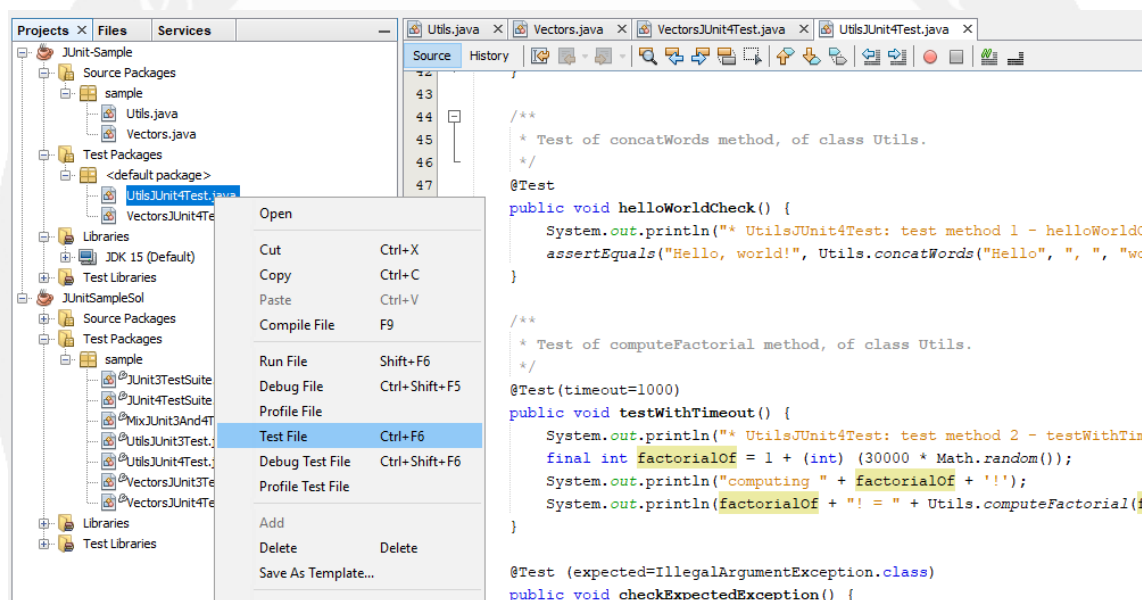 Projects × Files Services
JUnit-Sample
Source Packages
sample
Utils.java
Vectors.java
Test Packages
<default package>
UtilsJUnit4Test.java
VectorsJUnit4Te
Libraries
JDK 15 (Default)
Test Libraries
JUnitSampleSol
Source Packages
Test Packages
sample
JUnit3TestSuite
JUnit4TestSuite
MixJUnit3And4T
UtilsJUnit3Test.j
UtilsJUnit4Test.j
VectorsJUnit3Te
VectorsJUnit4Te
Libraries
Test Libraries
Open
Cut Ctrl+X
Copy Ctrl+C
Paste Ctrl+V
Compile File F9
Run File Shift+F6
Debug File Ctrl+Shift+F5
Profile File
Test File Ctrl+F6
Debug Test File Ctrl+Shift+F6
Profile Test File
Add
Delete Delete
Save As Template...
Utils.java × Vectors.java × VectorsJUnit4Test.java × UtilsJUnit4Test.java ×
Source History
42 }
43
44 /**
45 * Test of concatWords method, of class Utils.
46 */
47 @Test
public void helloWorldCheck() {
System.out.println("* UtilsJUnit4Test: test method 1 - helloWorldC
assertEquals("Hello, world!", Utils.concatWords("Hello", ", ", "wo
}
/**
* Test of computeFactorial method, of class Utils.
*/
@Test(timeout=1000)
public void testWithTimeout() {
System.out.println("* UtilsJUnit4Test: test method 2 - testWithTim
final int factorialOf = 1 + (int) (30000 * Math.random());
System.out.println("computing " + factorialOf + '!');
System.out.println(factorialOf + "! = " + Utils.computeFactorial(f
}
@Test (expected=IllegalArgumentException.class)
public void checkExpectedException() {